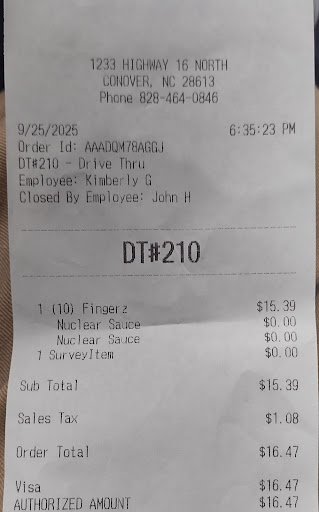 1233 HIGHWAY 16 NORTH
CONOVER, NC 28613
Phone 828-464-0846
9/25/2025 6:35:23 PM
Order Id: AAADQM78AGGJ
DT#210 - Drive Thru
Employee: Kimberly G
Closed By Employee: John H
DT#210
1 (10) Fingerz $15.39
Nuclear Sauce $0.00
Nuclear Sauce $0.00
1 SurveyItem $0.00
Sub Total $15.39
Sales Tax $1.08
Order Total $16.47
Visa $16.47
AUTHORIZED AMOUNT $16.47